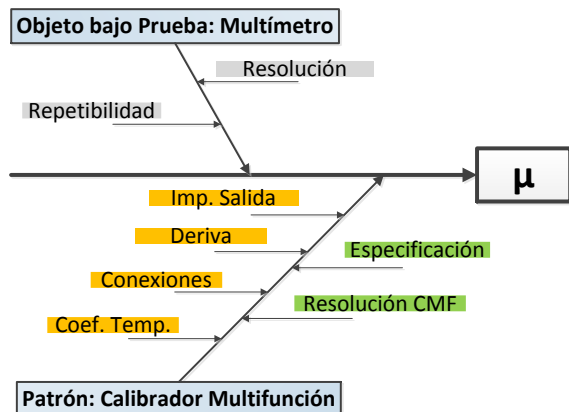 Objeto bajo Prueba: Multímetro
Resolución
Repetibilidad
µ
Imp. Salida
Deriva
Especificación
Conexiones
Resolución CMF
Coef. Temp.
Patrón: Calibrador Multifunción